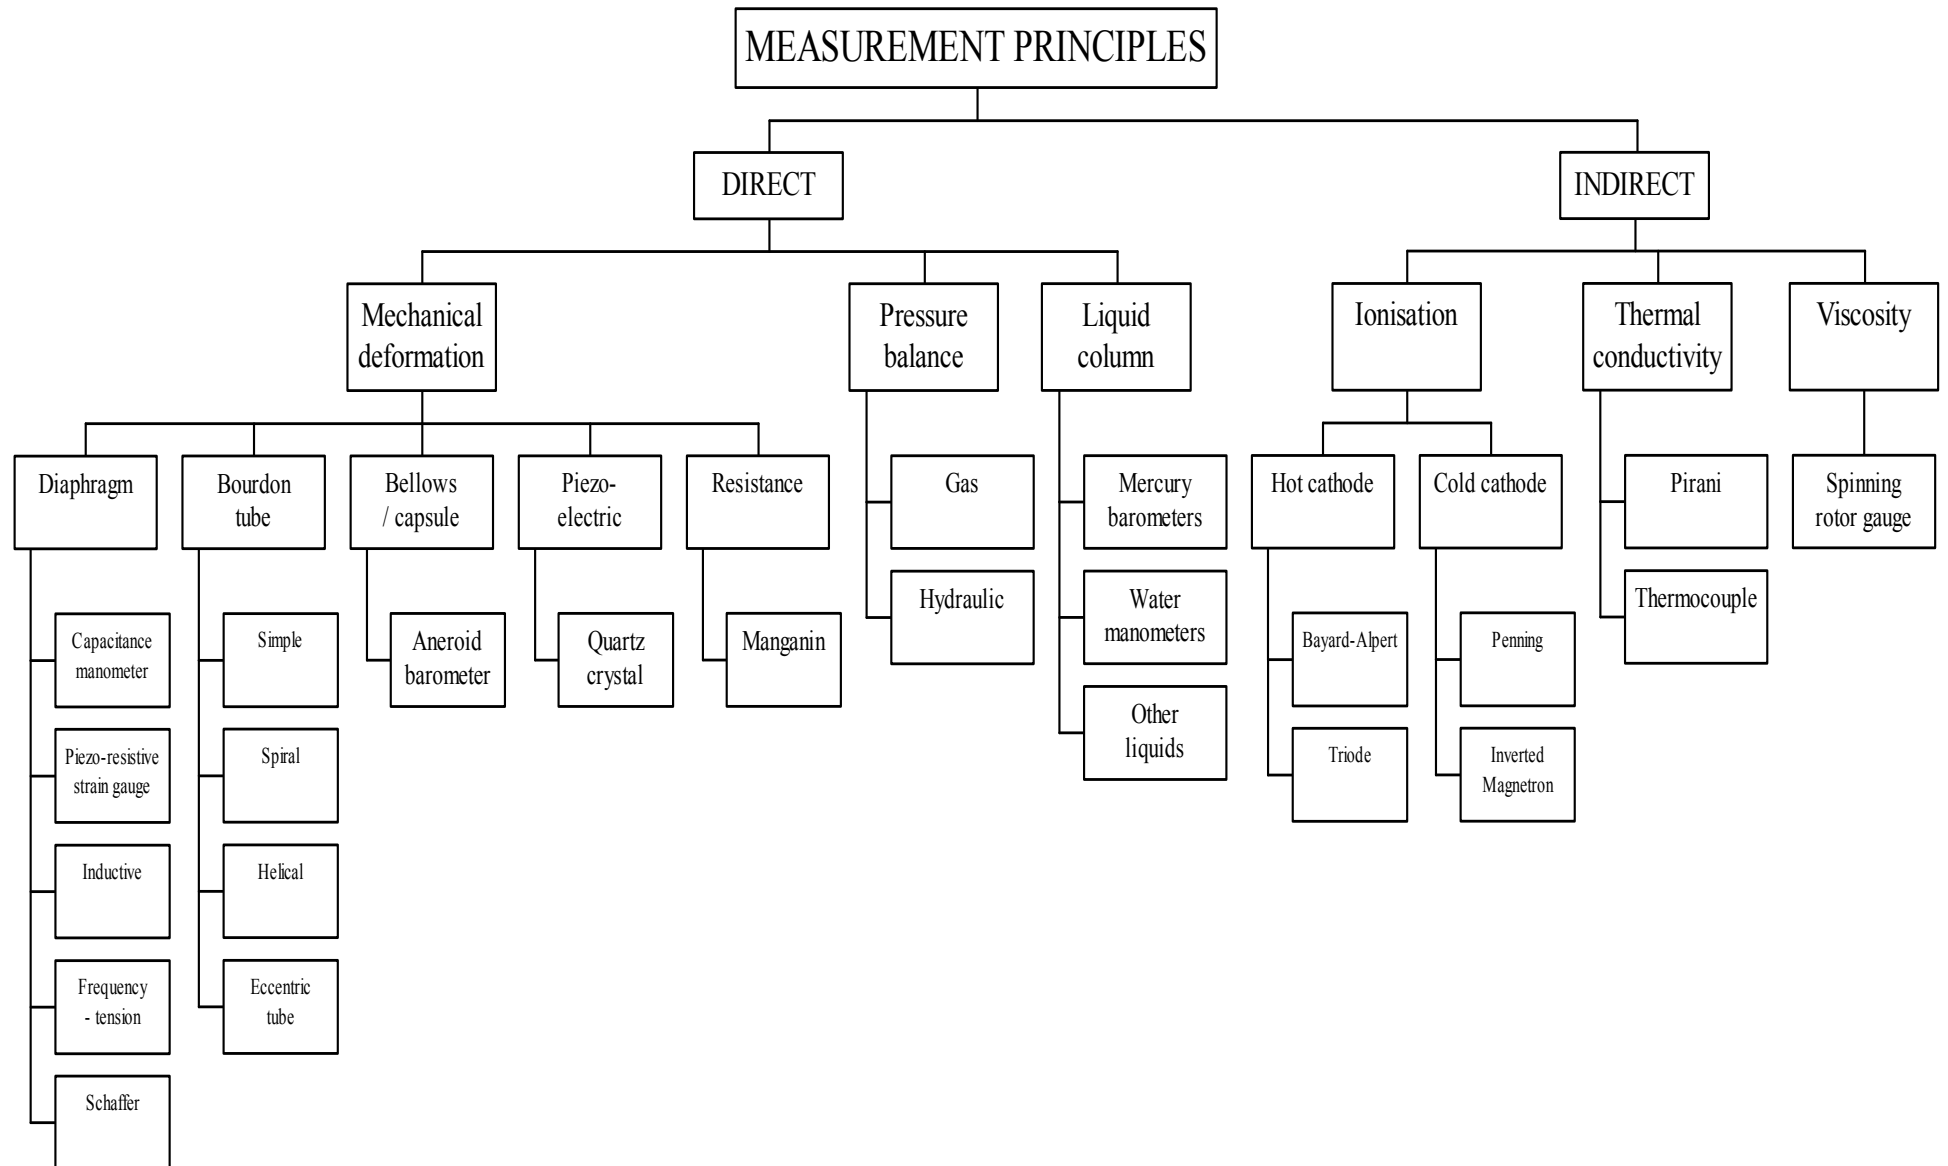 MEASUREMENT PRINCIPLES
DIRECT
INDIRECT
Mechanical
deformation
Pressure
balance
Liquid
column
Ionisation
Thermal
conductivity
Viscosity
Diaphragm
Bourdon
tube
Bellows
/ capsule
Piezo-
electric
Resistance
Gas
Hydraulic
Mercury
barometers
Water
manometers
Other
liquids
Hot cathode
Cold cathode
Pirani
Thermocouple
Spinning
rotor gauge
Capacitance
manometer
Piezo-resistive
strain gauge
Inductive
Frequency
- tension
Schaffer
Simple
Spiral
Helical
Eccentric
tube
Aneroid
barometer
Quartz
crystal
Manganin
Bayard-Alpert
Triode
Penning
Inverted
Magnetron